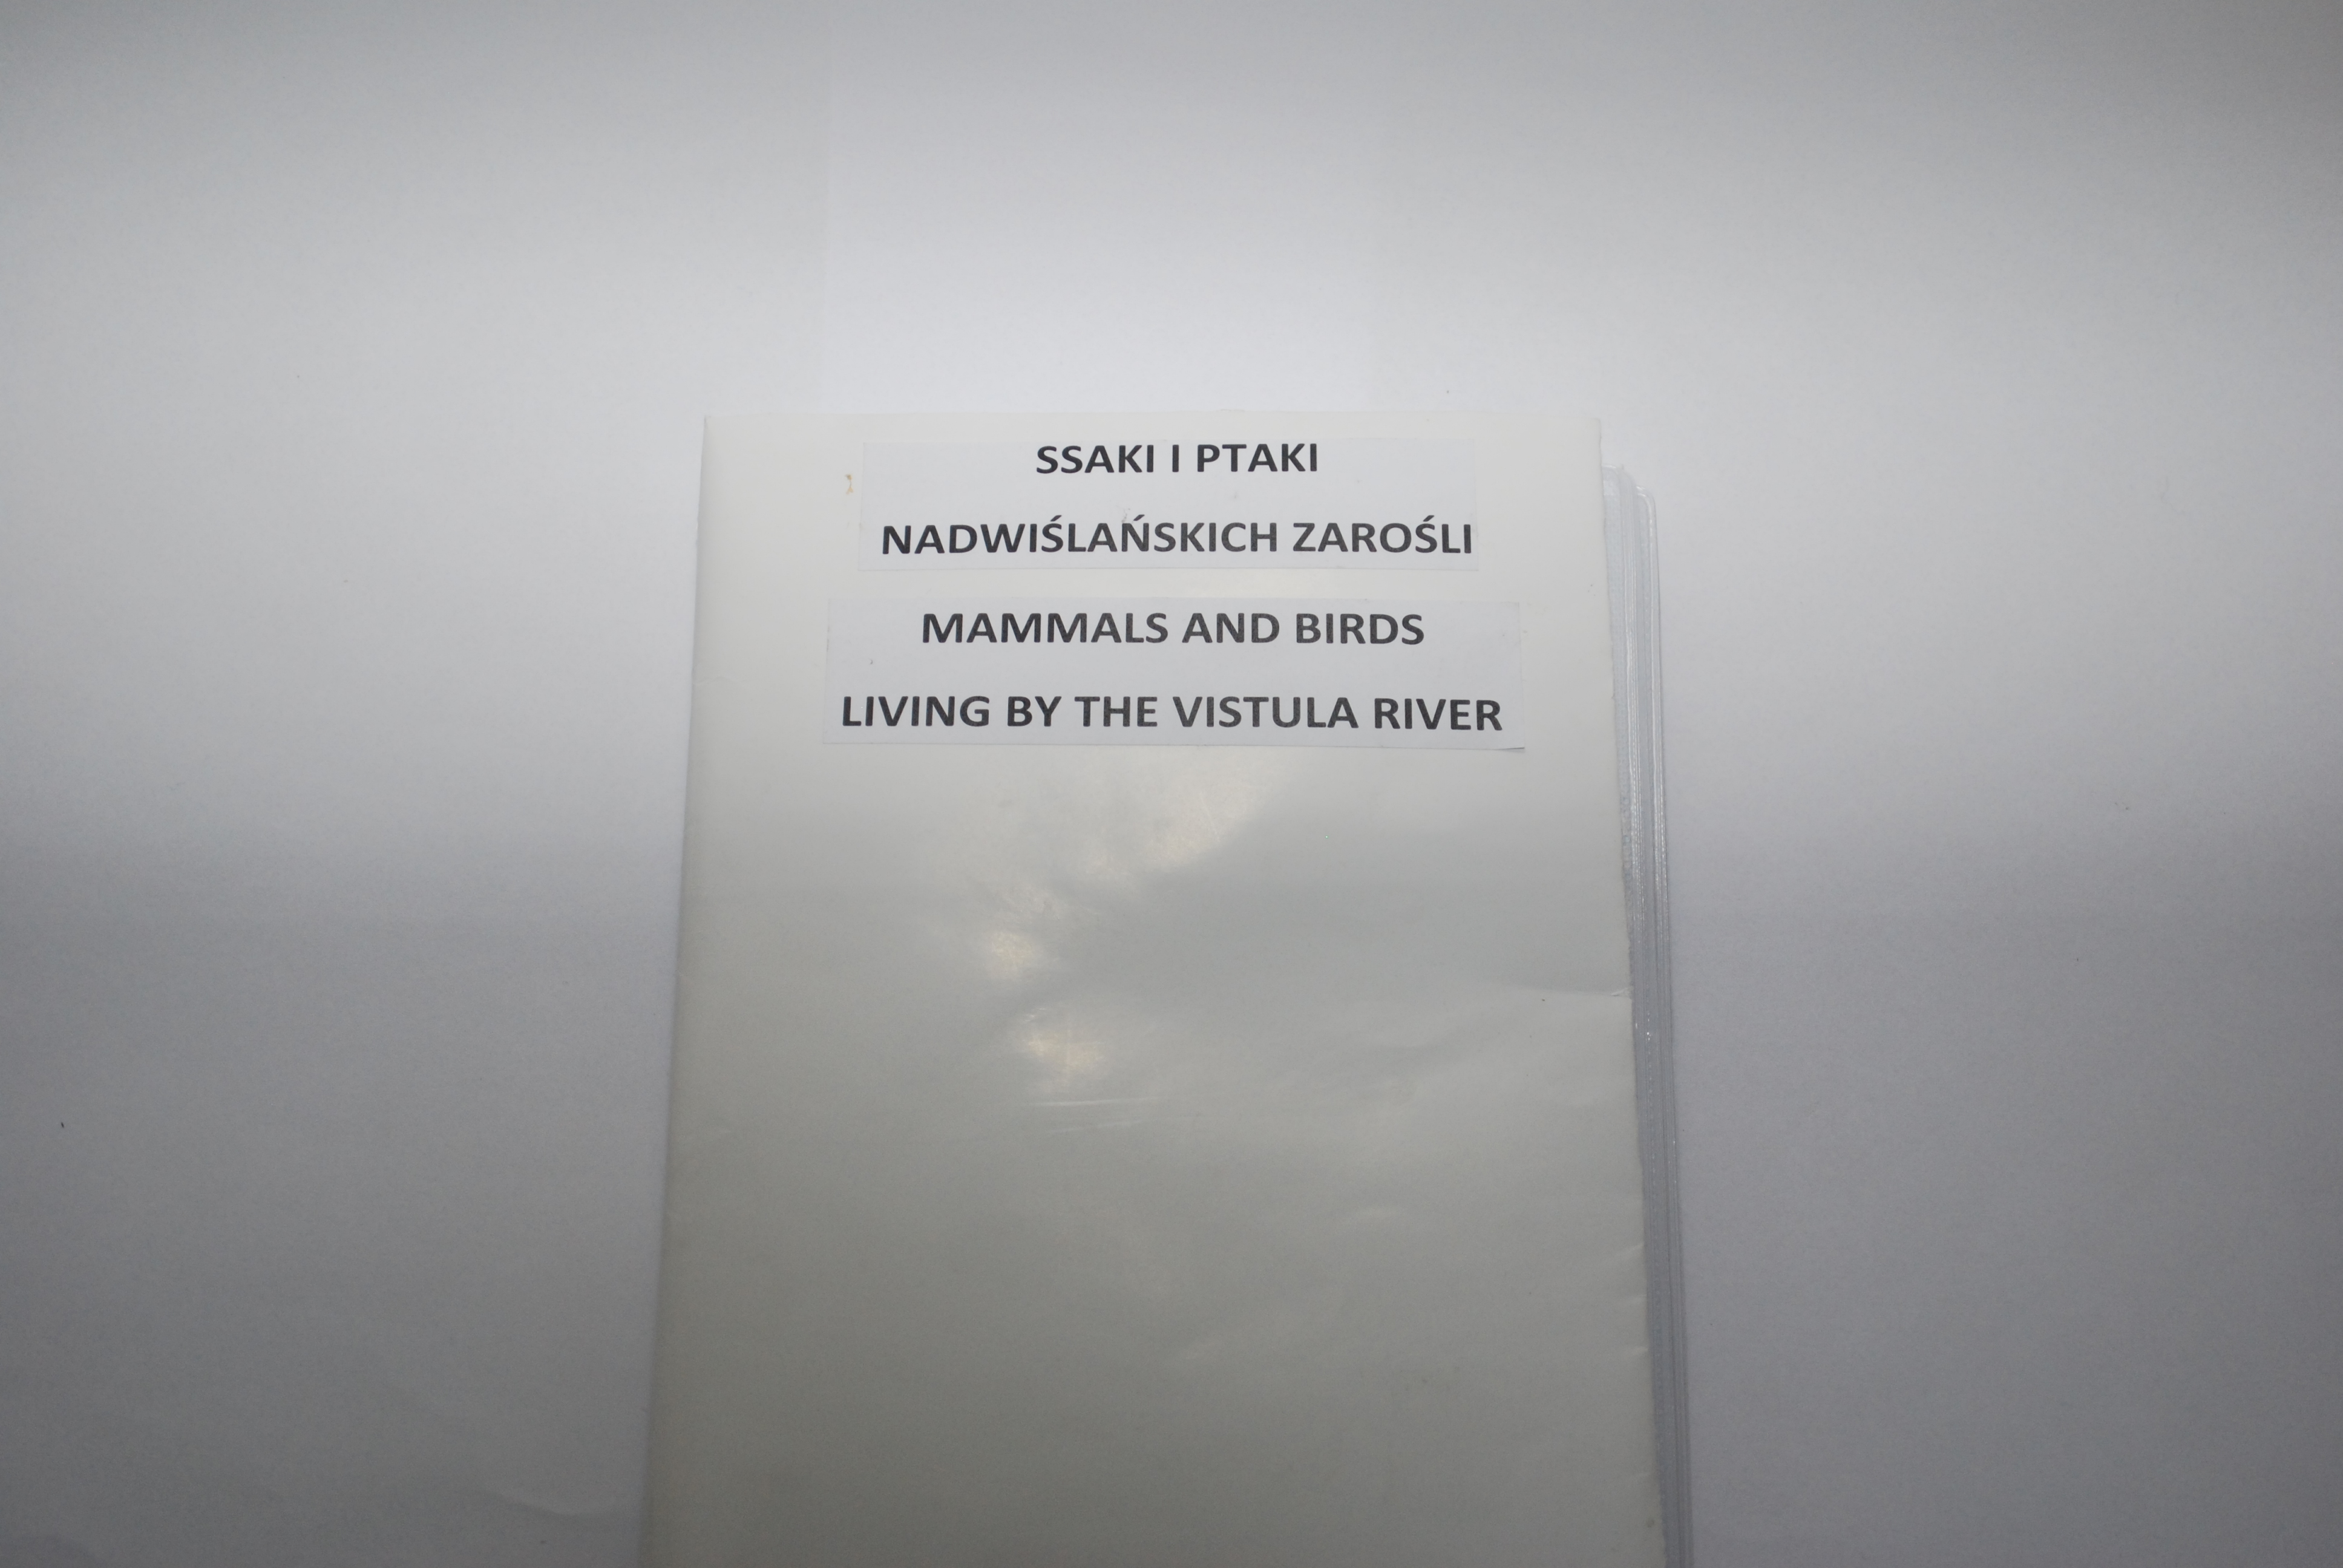 SSAKI I PTAKI
NADWIŚLAŃSKICH ZAROŚLI
MAMMALS AND BIRDS
LIVING BY THE VISTULA RIVER